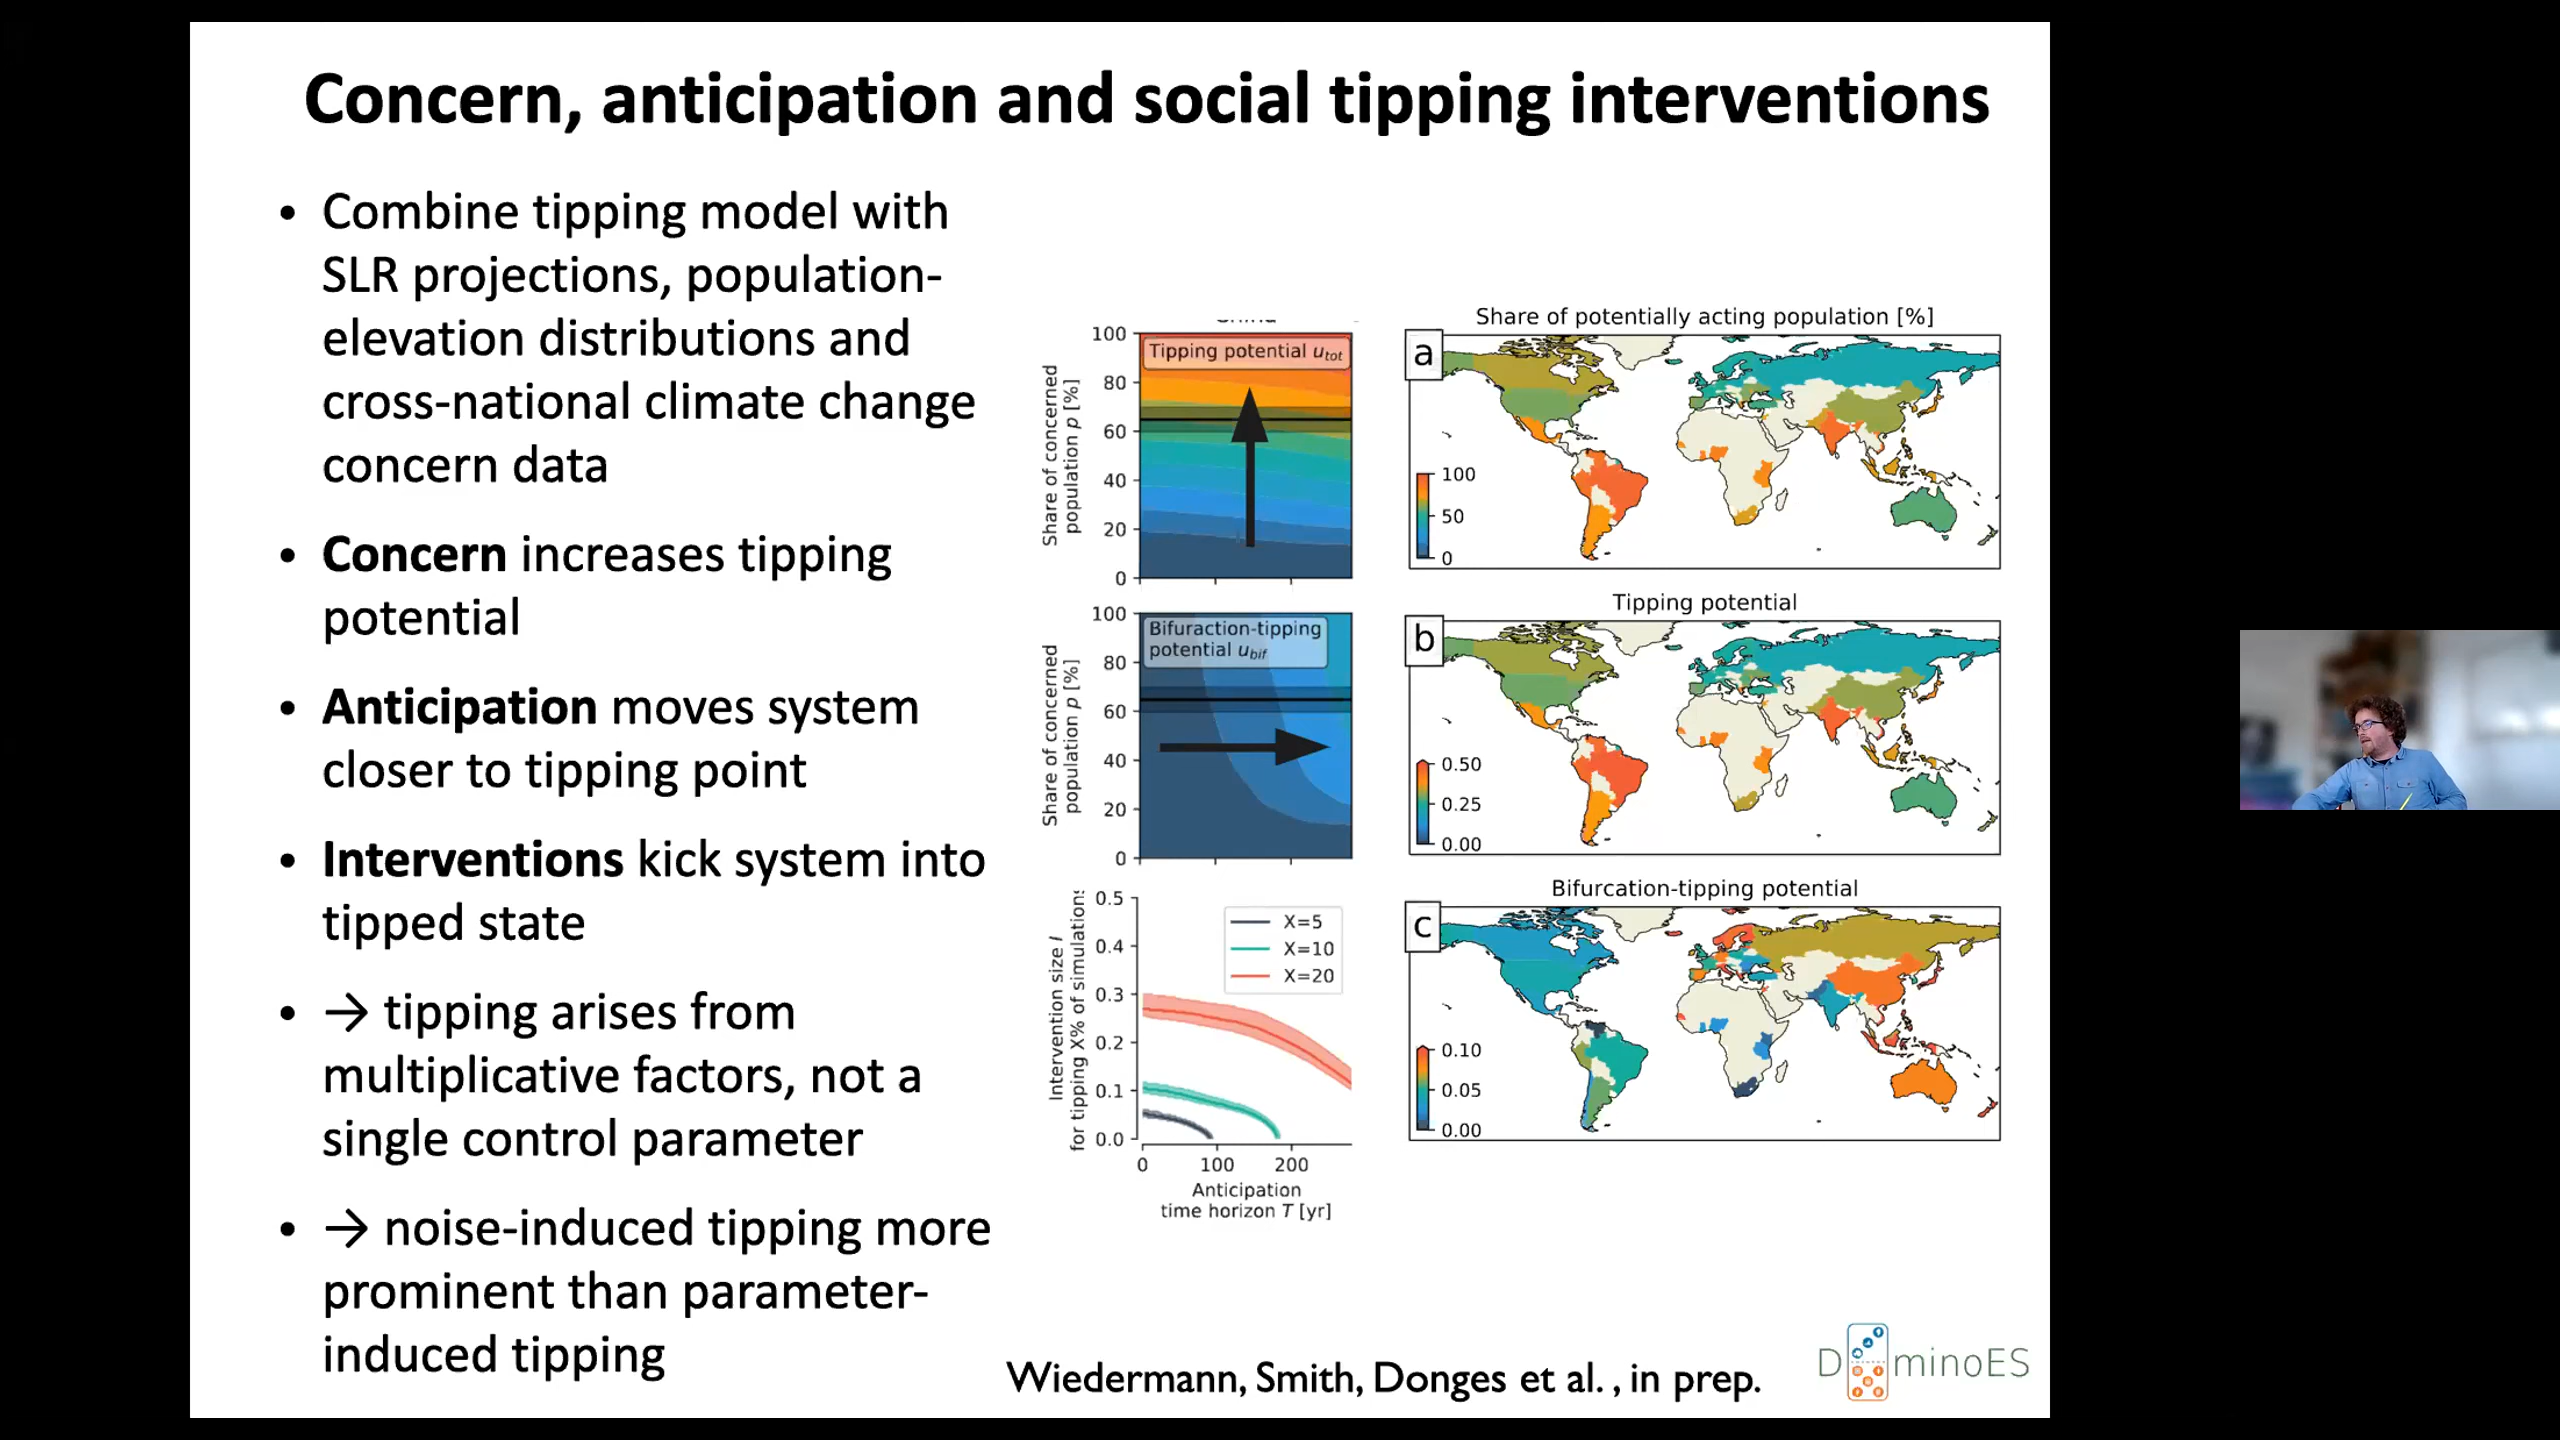 Concern, anticipation and social tipping interventions
• Combine tipping model with
SLR projections, population-
elevation distributions and
cross-national climate change
concern data
• Concern increases tipping
potential
• Anticipation moves system
closer to tipping point
• Interventions kick system into
tipped state
• → tipping arises from
multiplicative factors, not a
single control parameter
• → noise-induced tipping more
prominent than parameter-
induced tipping
100
80
60
40
20
0
Share of concerned
population p [%]
Tipping potential utot
100
80
60
40
20
0
Share of concerned
population p [%]
Bifuraction-tipping
potential ubif
0.5
0.4
0.3
0.2
0.1
0.0
Intervention size I
for tipping X% of simulations
X=5
X=10
X=20
0 100 200
Anticipation
time horizon T [yr]
Share of potentially acting population [%]
a
100
50
0
Tipping potential
b
0.50
0.25
0.00
Bifurcation-tipping potential
c
0.10
0.05
0.00
Wiedermann, Smith, Donges et al., in prep.
D minoES